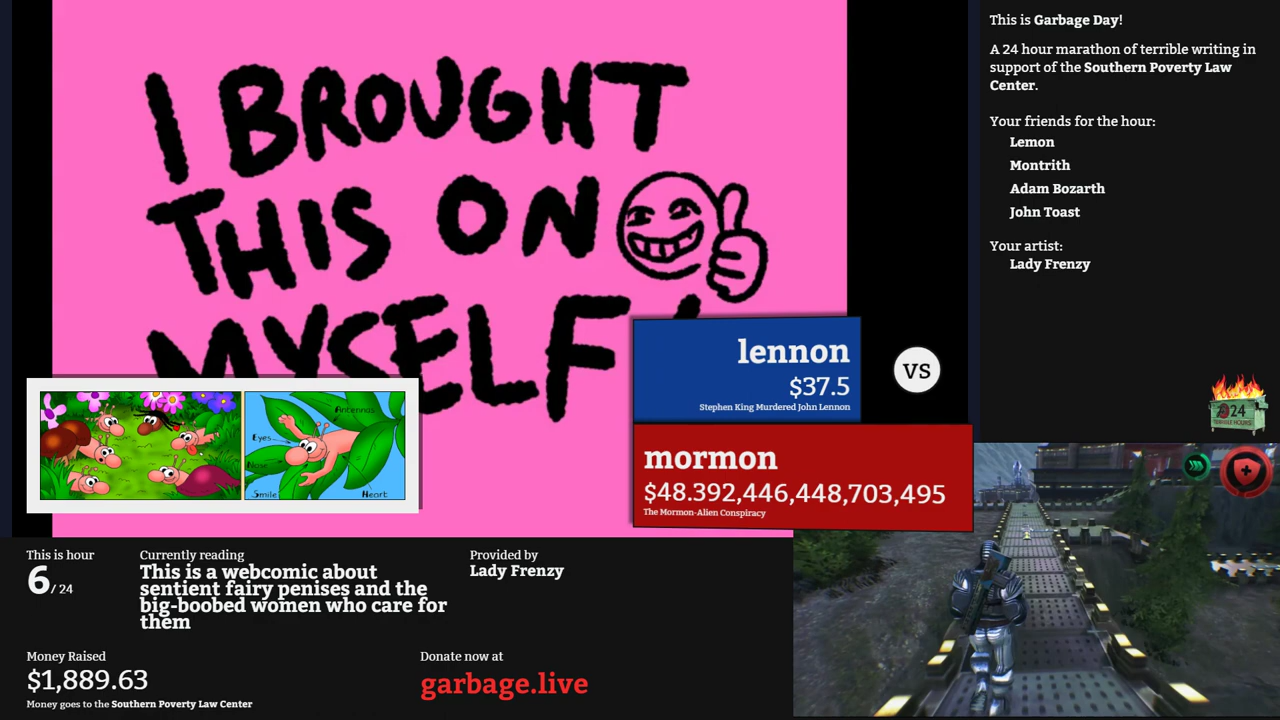 I BROUGHT
THIS ON
MYSELF
Antennas
Eyes
Nose
Smile
Heart
lennon
$37.5
Stephen King Murdered John Lennon
VS
mormon
$48.392,446,448,703,495
The Mormon-Alien Conspiracy
This is Garbage Day!
A 24 hour marathon of terrible writing in
support of the Southern Poverty Law
Center.
Your friends for the hour:
Lemon
Montrith
Adam Bozarth
John Toast
Your artist:
Lady Frenzy
This is hour
6 / 24
Currently reading
This is a webcomic about
sentient fairy penises and the
big-boobed women who care for
them
Provided by
Lady Frenzy
Money Raised
$1,889.63
Money goes to the Southern Poverty Law Center
Donate now at
garbage.live